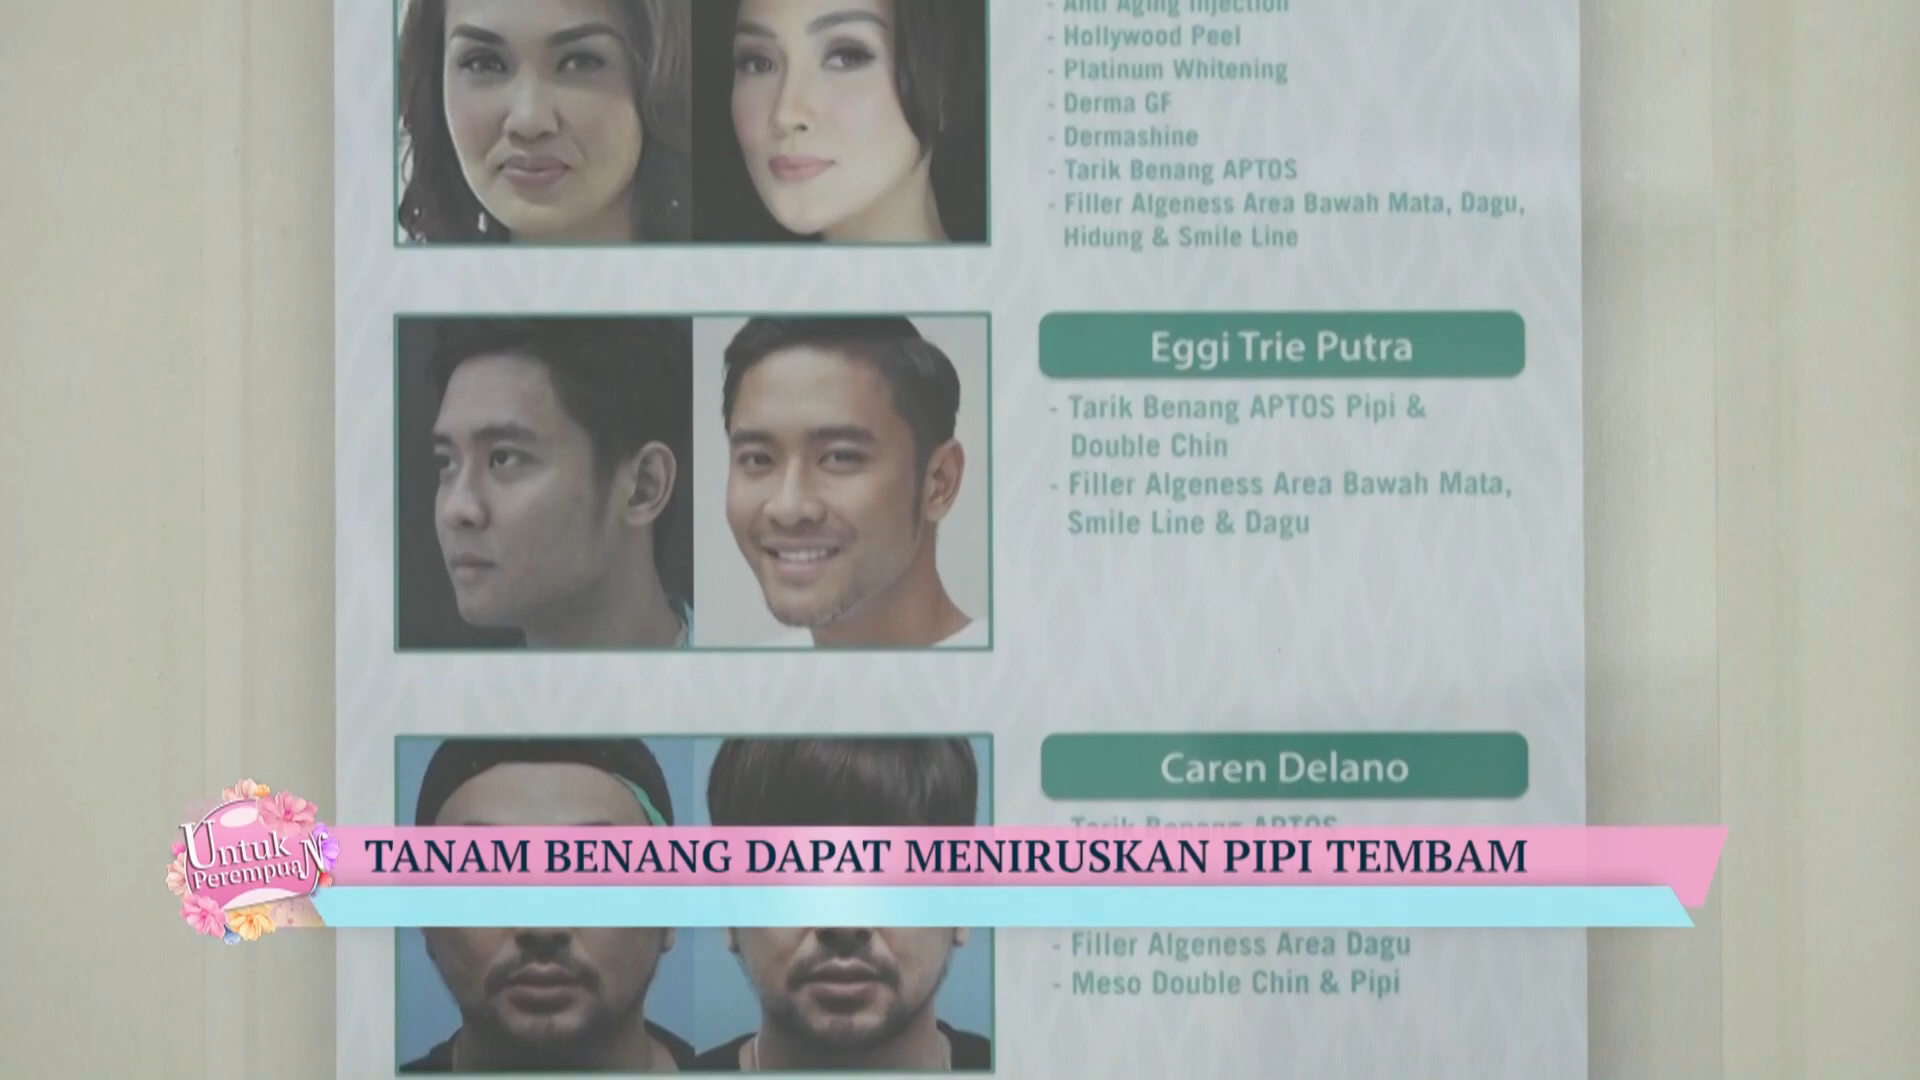 - Anti Aging Injection
- Hollywood Peel
- Platinum Whitening
- Derma GF
- Dermashine
- Tarik Benang APTOS
- Filler Algeness Area Bawah Mata, Dagu,
Hidung & Smile Line
Eggi Trie Putra
- Tarik Benang APTOS Pipi &
Double Chin
- Filler Algeness Area Bawah Mata,
Smile Line & Dagu
Caren Delano
Tarik Benang APTOS
Untuk
Perempuan
TANAM BENANG DAPAT MENIRUSKAN PIPI TEMBAM
- Filler Algeness Area Dagu
- Meso Double Chin & Pipi